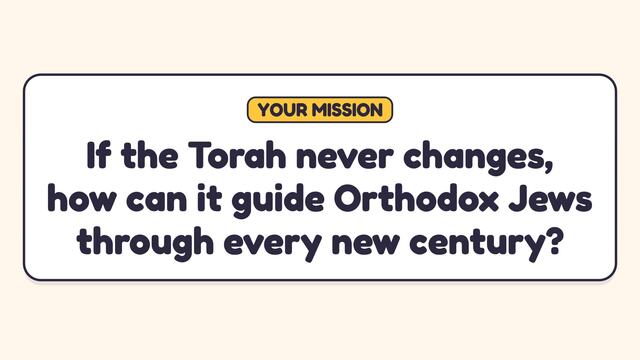 YOUR MISSION
If the Torah never changes,
how can it guide Orthodox Jews
through every new century?